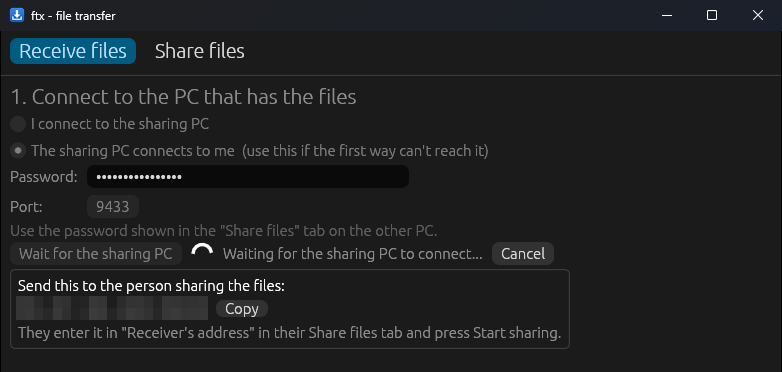 ftx - file transfer
Receive files Share files
1. Connect to the PC that has the files
I connect to the sharing PC
The sharing PC connects to me (use this if the first way can't reach it)
Password: ••••••••••••••••
Port: 9433
Use the password shown in the "Share files" tab on the other PC.
Wait for the sharing PC Waiting for the sharing PC to connect... Cancel
Send this to the person sharing the files:
Copy
They enter it in "Receiver's address" in their Share files tab and press Start sharing.